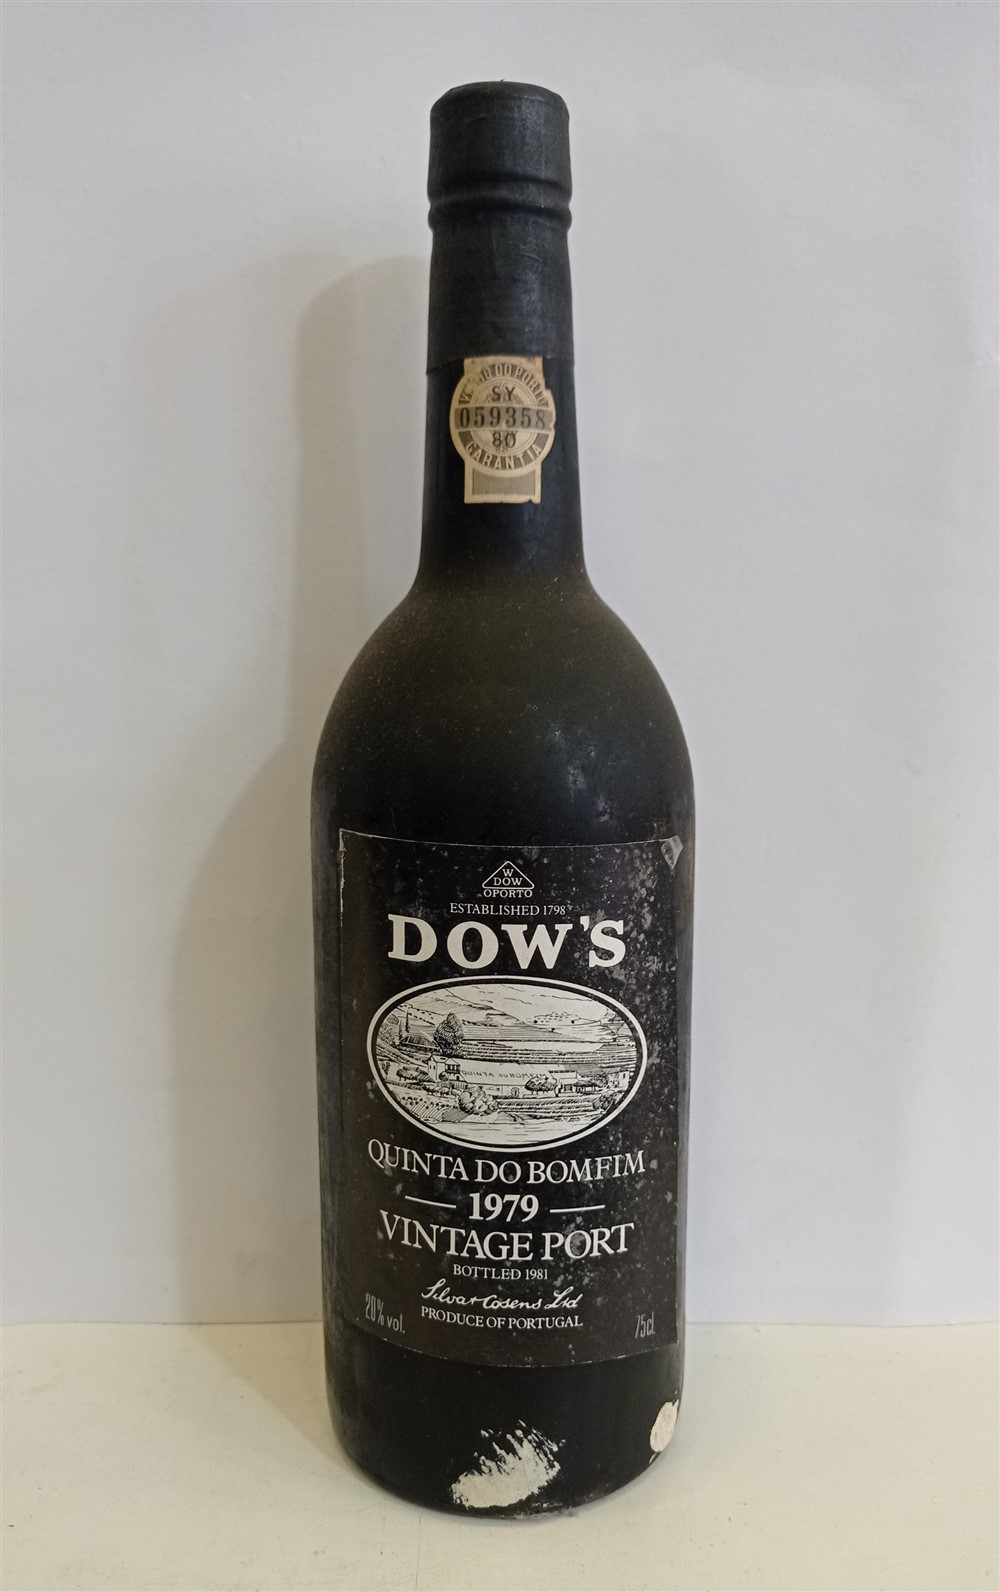 DO PORTO
SY
059358
80
GARANTIA
W
DOW
OPORTO
ESTABLISHED 1798
DOW'S
QUINTA DO BOMFIM
QUINTA DO BOMFIM
1979
VINTAGE PORT
BOTTLED 1981
Silva & Cosens Ltd
20% vol.
PRODUCE OF PORTUGAL
75cl